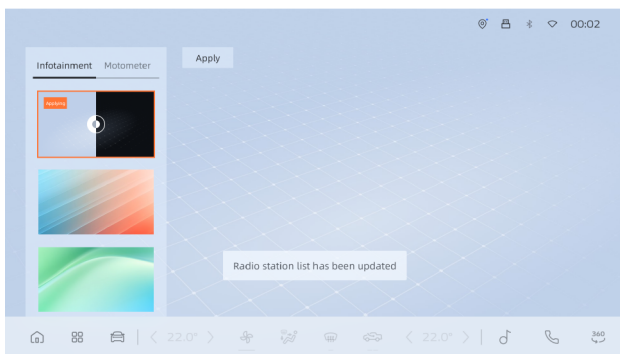 00:02
Infotainment Motometer
Apply
Applying
Radio station list has been updated
22.0°
22.0°
360